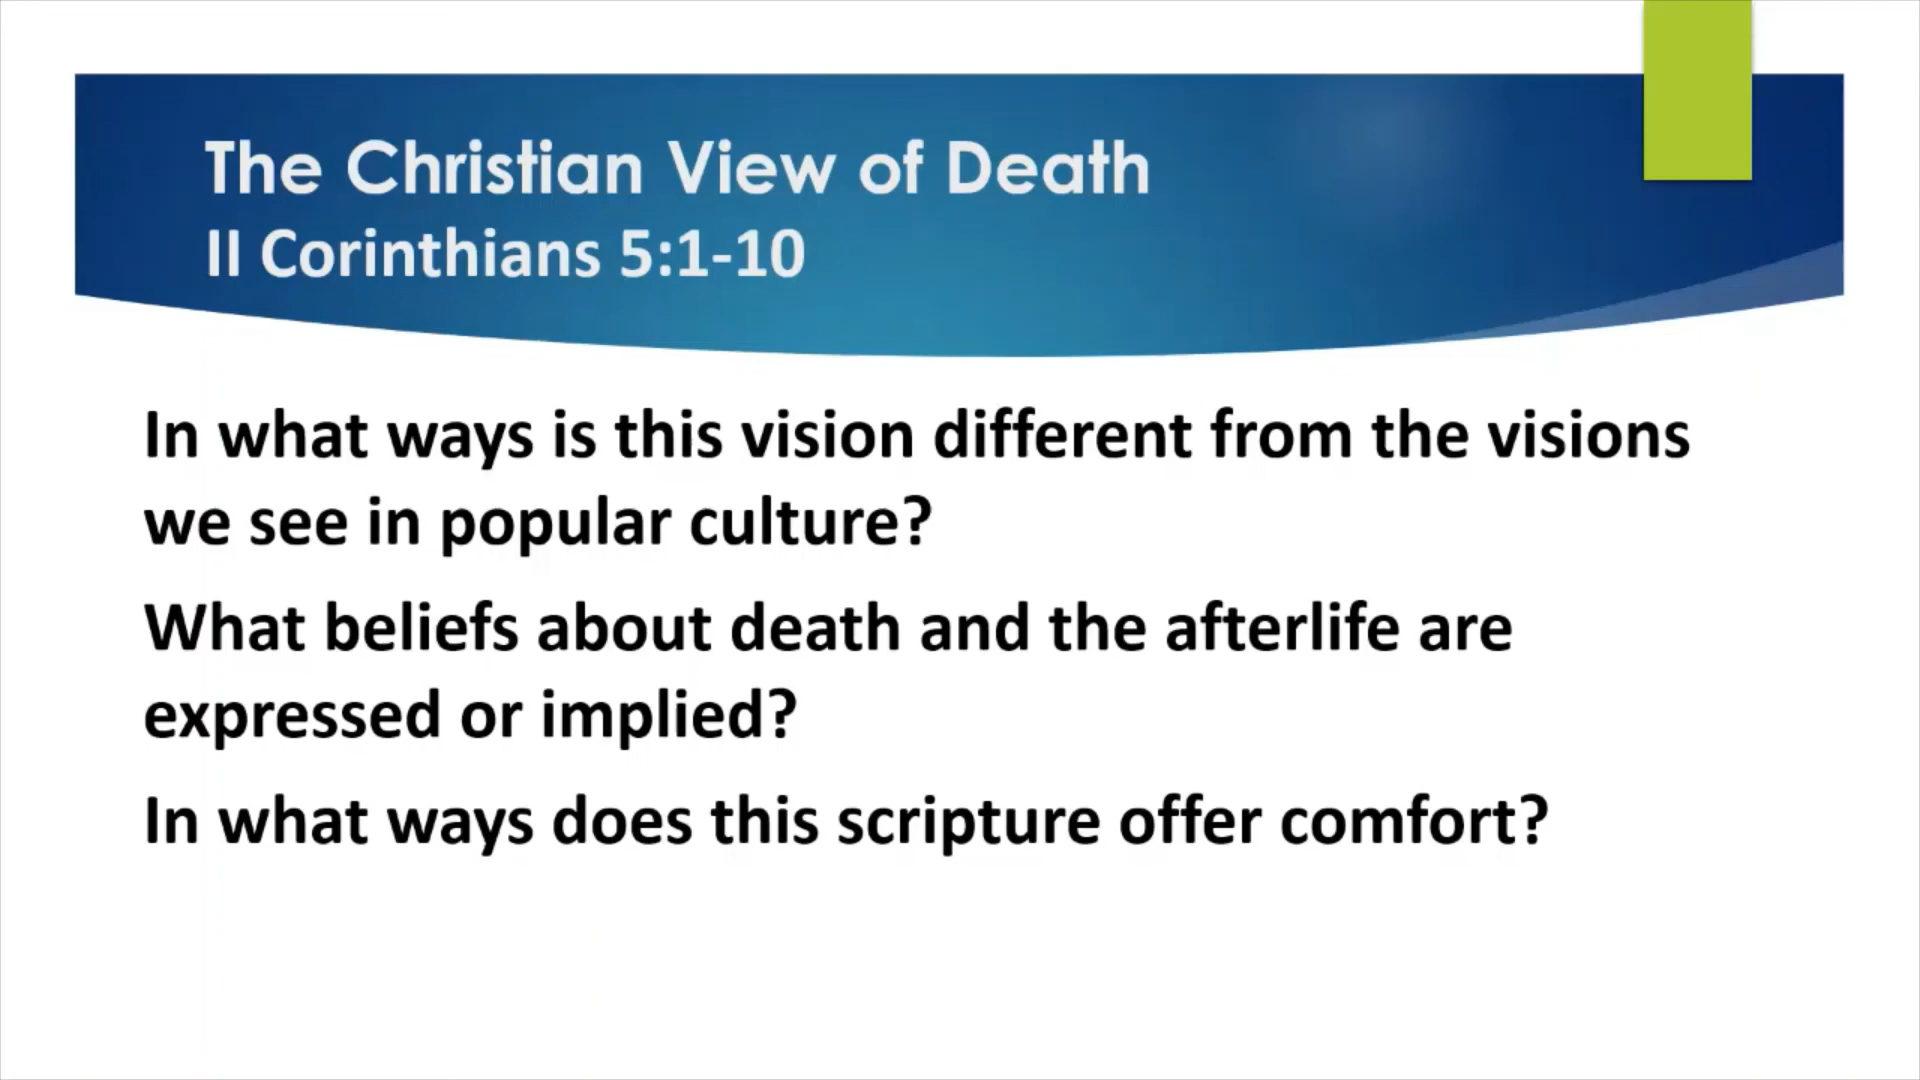 The Christian View of Death
II Corinthians 5:1-10
In what ways is this vision different from the visions
we see in popular culture?
What beliefs about death and the afterlife are
expressed or implied?
In what ways does this scripture offer comfort?